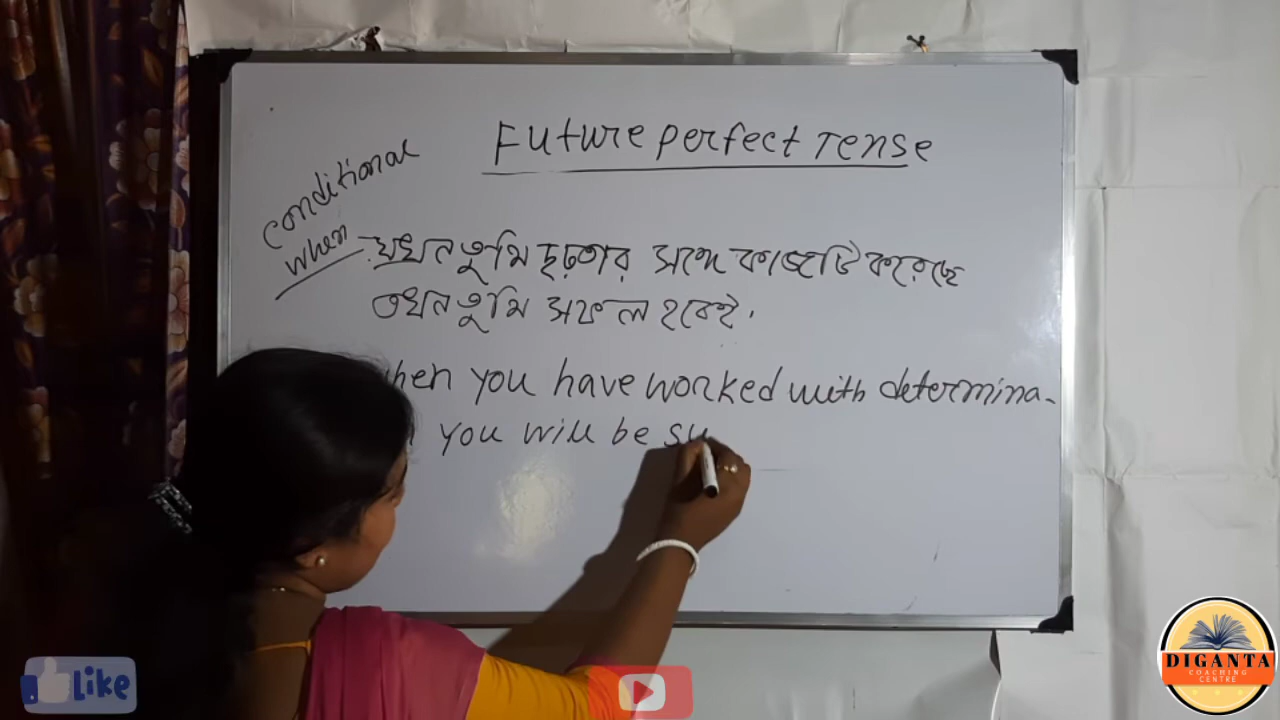 Future perfect Tense
conditional
when
যখন তুমি দৃঢ়তার সঙ্গে কাজটি করেছ
তখন তুমি সফল হবেই.
hen you have worked with determina-
you will be su
Like
DIGANTA
COACHING
CENTRE